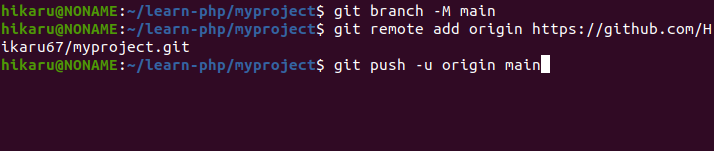 hikaru@NONAME:~/learn-php/myproject$ git branch -M main
hikaru@NONAME:~/learn-php/myproject$ git remote add origin https://github.com/H
ikaru67/myproject.git
hikaru@NONAME:~/learn-php/myproject$ git push -u origin main